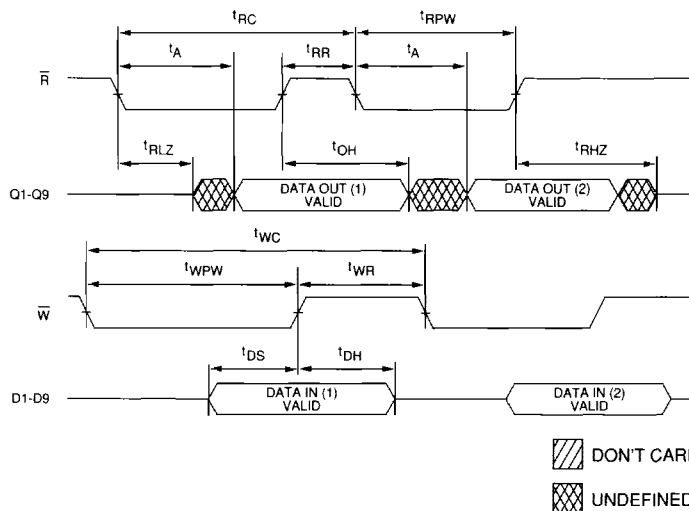 tRC tRPW
tA tRR tA
R
tRLZ tOH tRHZ
Q1-Q9 DATA OUT (1) VALID DATA OUT (2) VALID
tWC
tWPW tWR
W
tDS tDH
D1-D9 DATA IN (1) VALID DATA IN (2) VALID
DON'T CARE
UNDEFINED